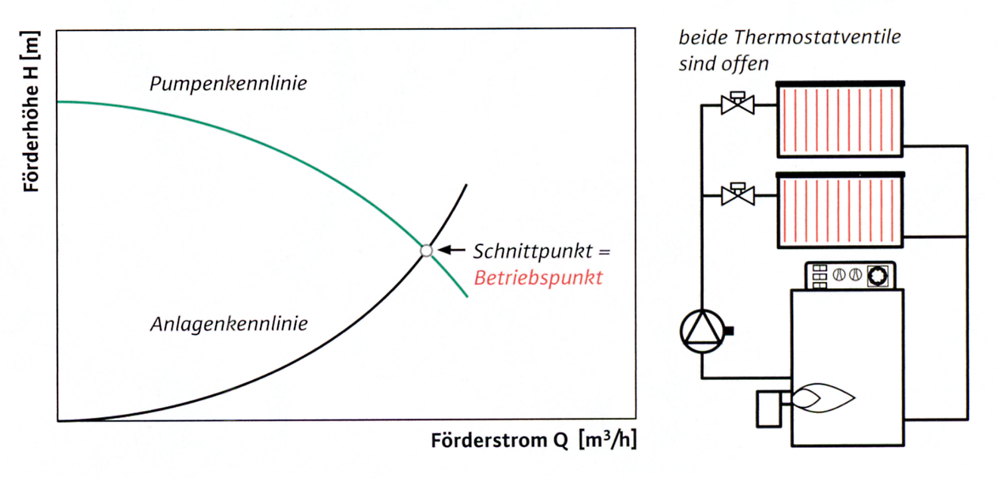 Förderhöhe H [m]
Pumpenkennlinie
Schnittpunkt =
Betriebspunkt
Anlagenkennlinie
Förderstrom Q [m³/h]
beide Thermostatventile
sind offen